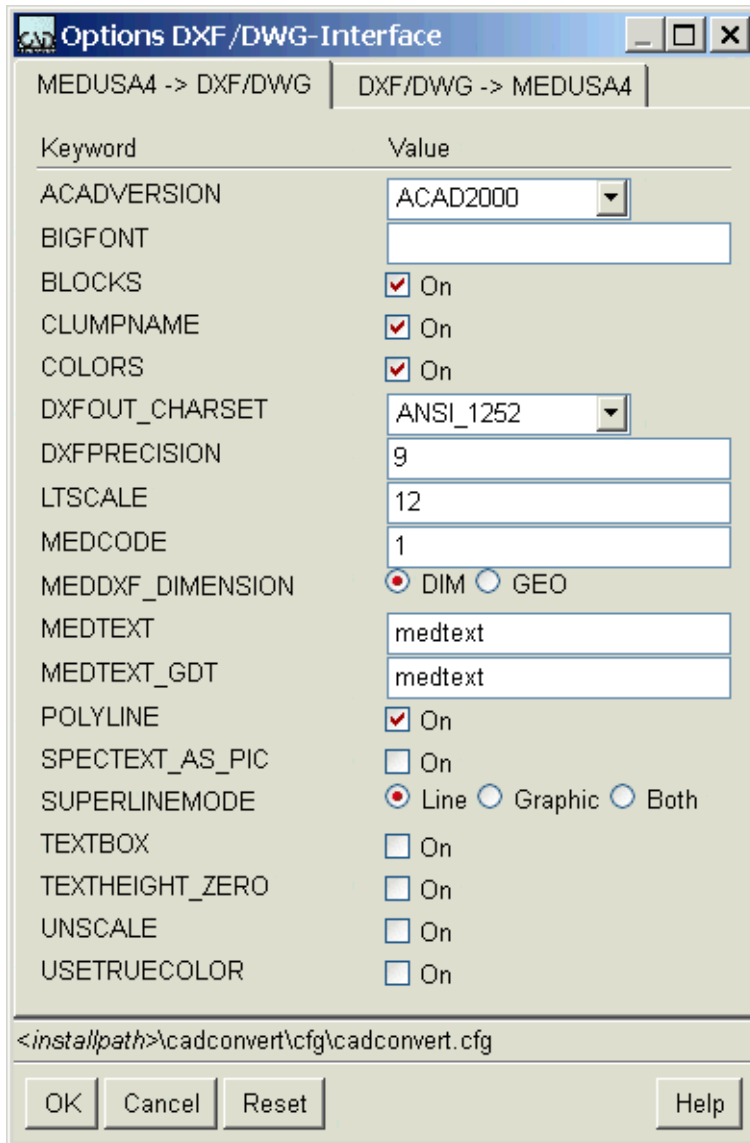 CAD Options DXF/DWG-Interface
MEDUSA4 -> DXF/DWG DXF/DWG -> MEDUSA4
Keyword Value
ACADVERSION ACAD2000
BIGFONT
BLOCKS On
CLUMPNAME On
COLORS On
DXFOUT_CHARSET ANSI_1252
DXFPRECISION 9
LTSCALE 12
MEDCODE 1
MEDDXF_DIMENSION DIM GEO
MEDTEXT medtext
MEDTEXT_GDT medtext
POLYLINE On
SPECTEXT_AS_PIC On
SUPERLINEMODE Line Graphic Both
TEXTBOX On
TEXTHEIGHT_ZERO On
UNSCALE On
USETRUECOLOR On
<installpath>\cadconvert\cfg\cadconvert.cfg
OK Cancel Reset Help